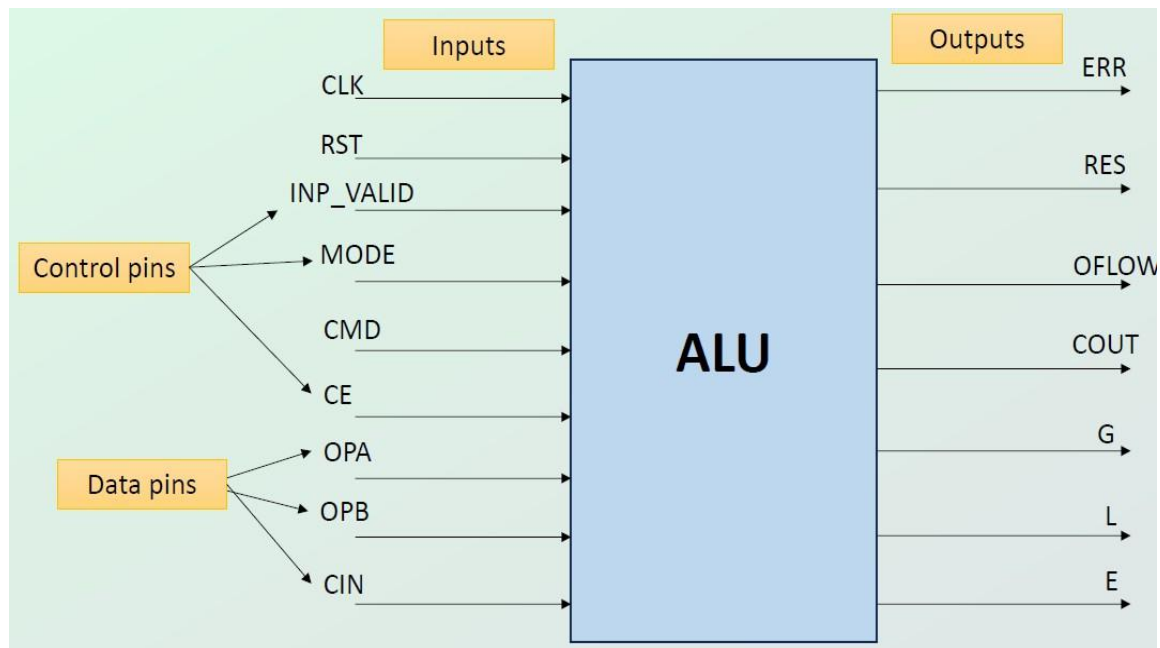 Inputs
Outputs
CLK
ERR
RST
RES
INP_VALID
Control pins
MODE
OFLOW
CMD
COUT
ALU
CE
G
OPA
Data pins
OPB
L
CIN
E